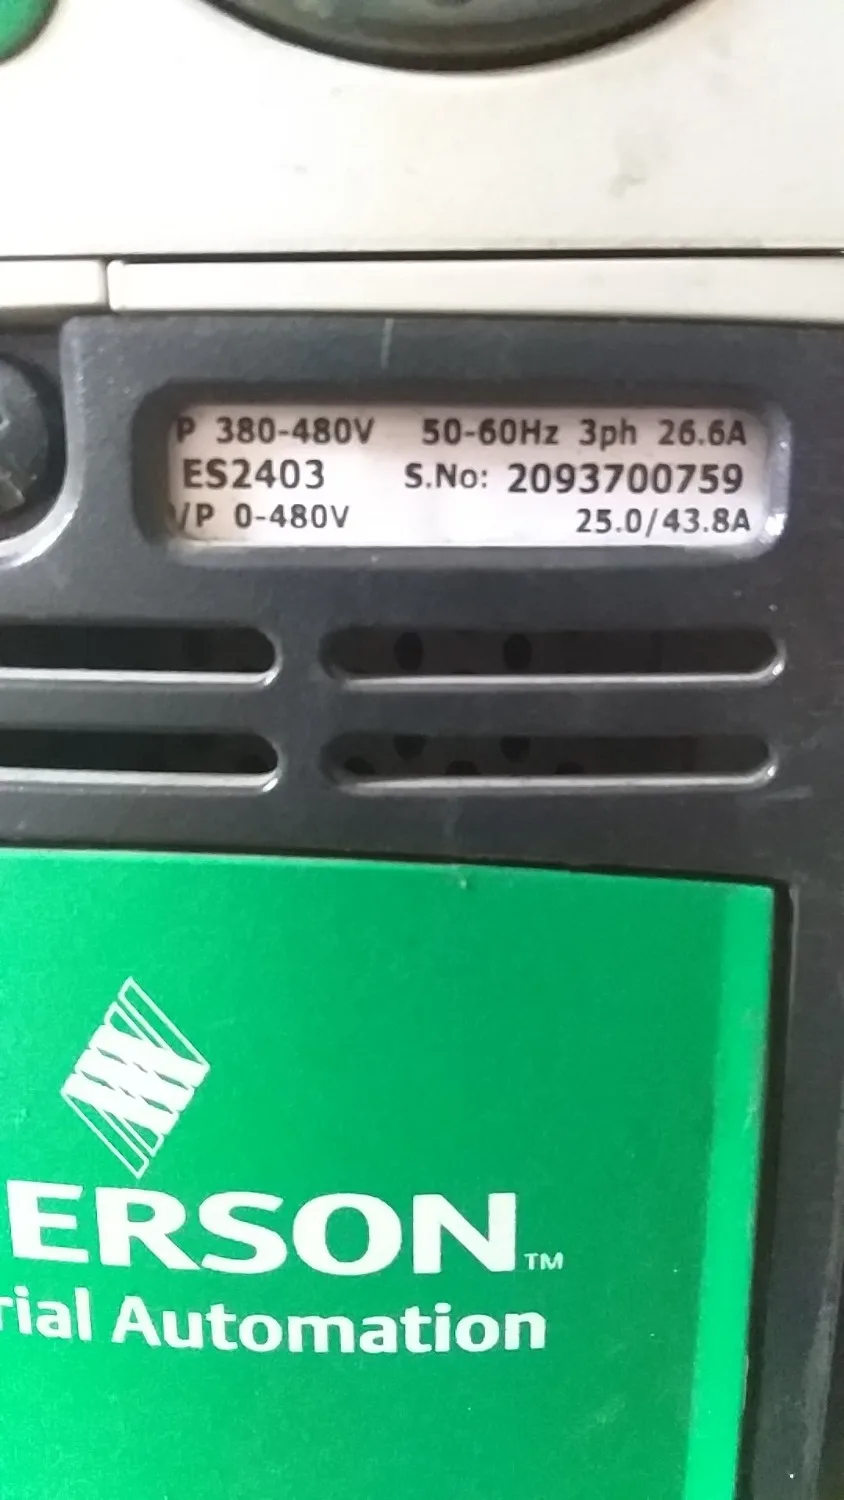 P 380-480V 50-60Hz 3ph 26.6A
ES2403 S.No: 2093700759
/P 0-480V 25.0/43.8A
ERSON™
rial Automation